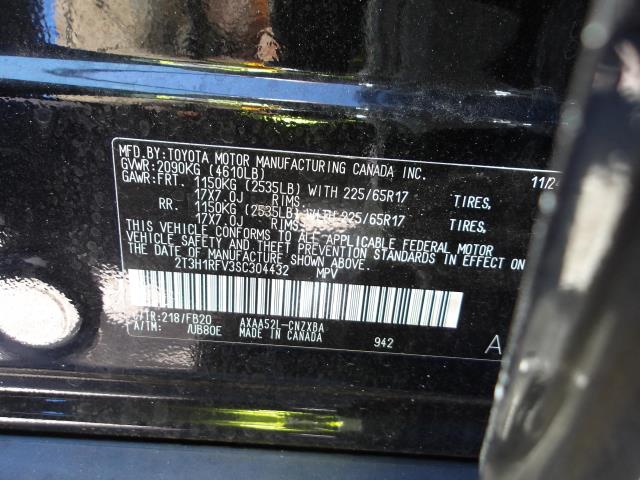 MFD.BY:TOYOTA MOTOR MANUFACTURING CANADA INC. 11/2
GVWR:2090KG (4610LB)
GAWR:FRT. 1150KG (2535LB) WITH 225/65R17 TIRES,
17X7.0J RIMS
RR. 1150KG (2535LB) WITH 225/65R17 TIRES,
17X7.0J RIMS
THIS VEHICLE CONFORMS TO ALL APPLICABLE FEDERAL MOTOR
VEHICLE SAFETY AND THEFT PREVENTION STANDARDS IN EFFECT ON
THE DATE OF MANUFACTURE SHOWN ABOVE.
2T3H1RFV3SC304432 MPV
C/TR:218/FB20 AXAA52L-CNZXBA
A/TM: /UB80E MADE IN CANADA 942 A